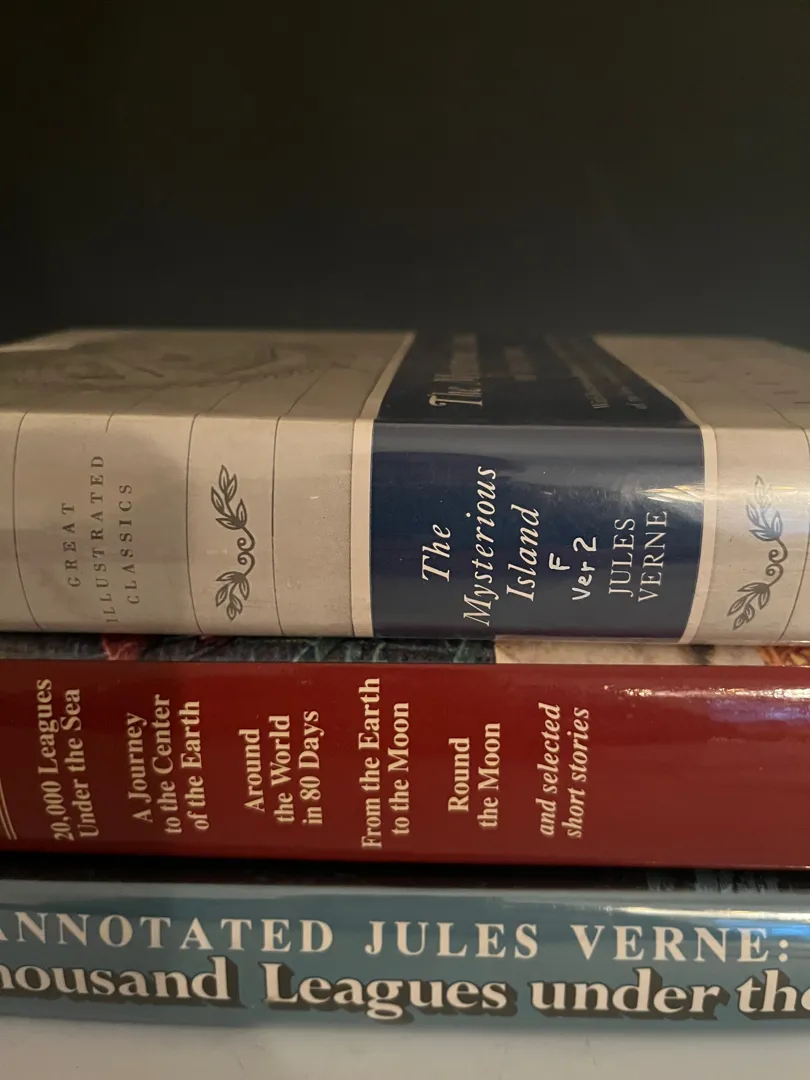 GREAT
ILLUSTRATED
CLASSICS
The
Mysterious
Island
F
Ver 2
JULES
VERNE
20,000 Leagues
Under the Sea
A Journey
to the Center
of the Earth
Around
the World
in 80 Days
From the Earth
to the Moon
Round
the Moon
and selected
short stories
ANNOTATED JULES VERNE:
housand Leagues under the